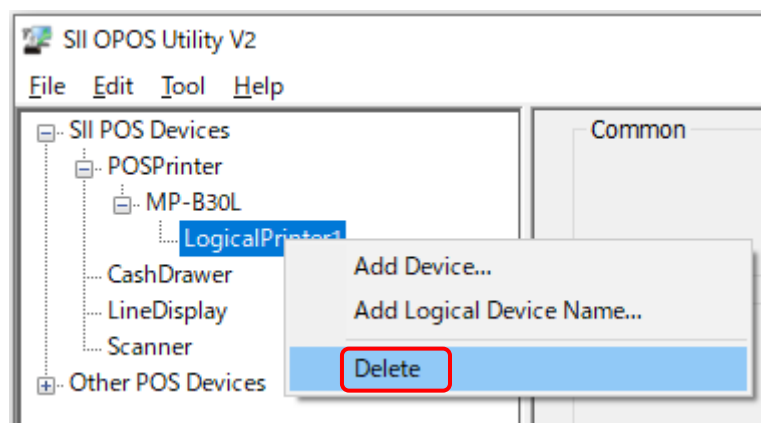 SII OPOS Utility V2
File Edit Tool Help
SII POS Devices
POSPrinter
MP-B30L
LogicalPrinter1
CashDrawer
LineDisplay
Scanner
Other POS Devices
Common
Add Device...
Add Logical Device Name...
Delete